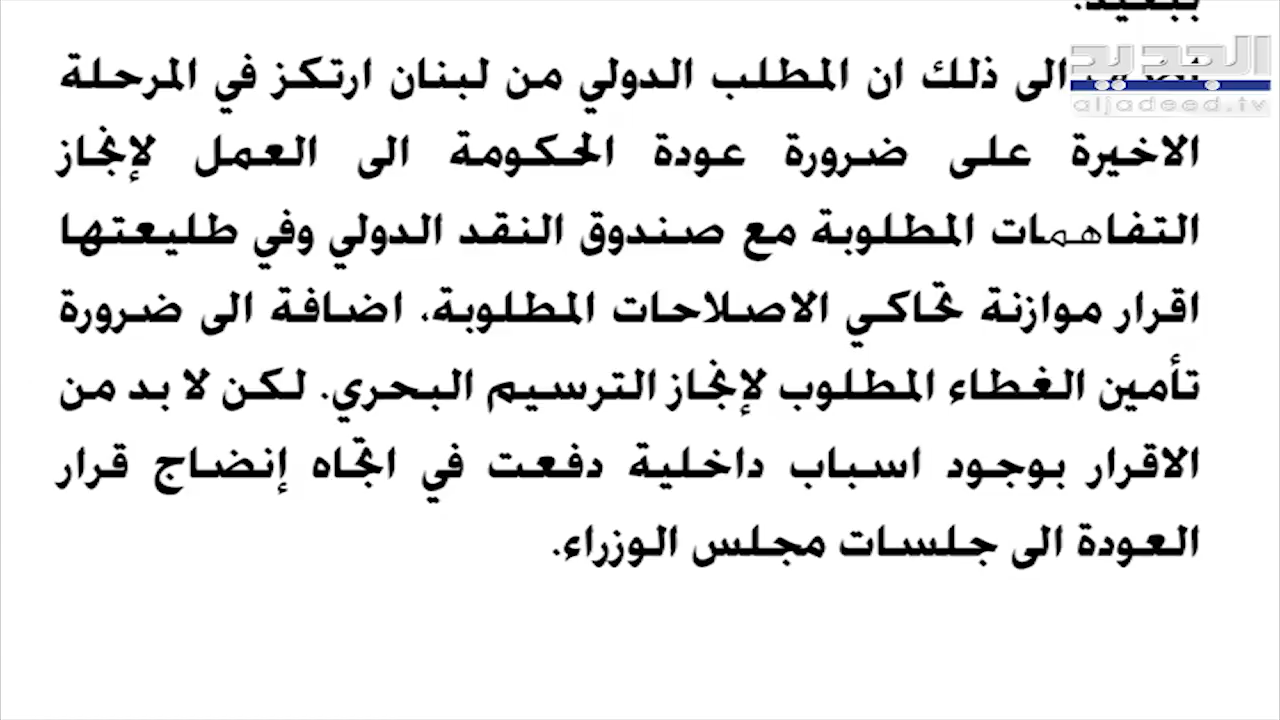 ببعيد.
الجديد
aljadeed.tv
الى ذلك ان المطلب الدولي من لبنان ارتكز في المرحلة
الاخيرة على ضرورة عودة الحكومة الى العمل لإنجاز
التفاهمات المطلوبة مع صندوق النقد الدولي وفي طليعتها
اقرار موازنة تحاكي الاصلاحات المطلوبة، اضافة الى ضرورة
تأمين الغطاء المطلوب لإنجاز الترسيم البحري. لكن لا بد من
الاقرار بوجود اسباب داخلية دفعت في اتجاه إنضاج قرار
العودة الى جلسات مجلس الوزراء.